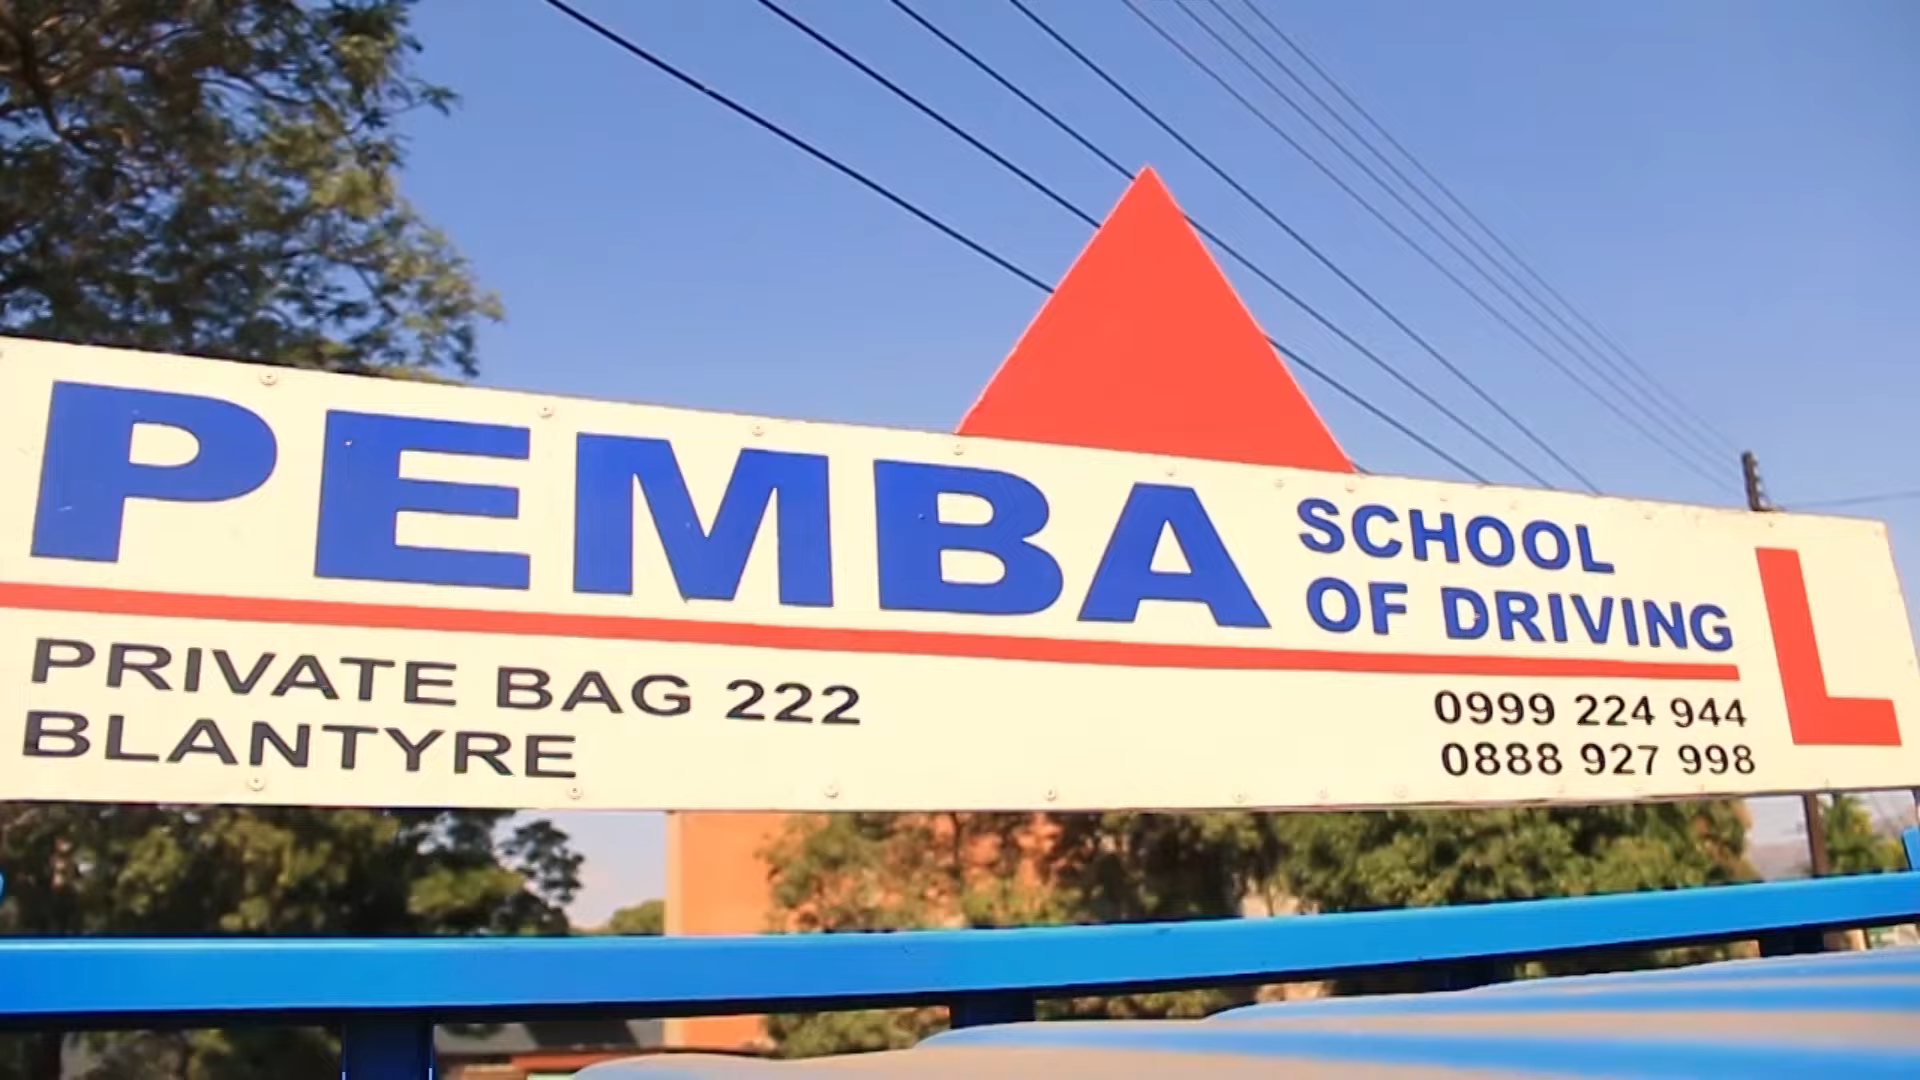 PEMBA
SCHOOL
OF DRIVING
L
PRIVATE BAG 222
BLANTYRE
0999 224 944
0888 927 998